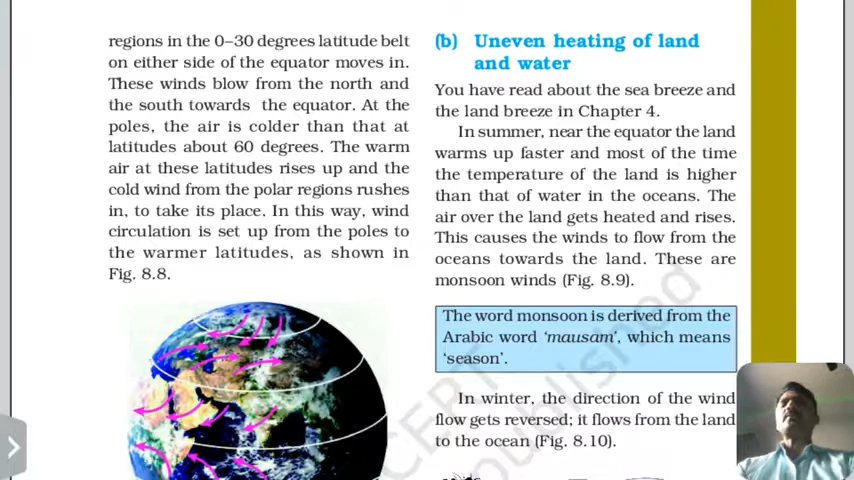 regions in the 0–30 degrees latitude belt
on either side of the equator moves in.
These winds blow from the north and
the south towards the equator. At the
poles, the air is colder than that at
latitudes about 60 degrees. The warm
air at these latitudes rises up and the
cold wind from the polar regions rushes
in, to take its place. In this way, wind
circulation is set up from the poles to
the warmer latitudes, as shown in
Fig. 8.8.
(b) Uneven heating of land
and water
You have read about the sea breeze and
the land breeze in Chapter 4.
In summer, near the equator the land
warms up faster and most of the time
the temperature of the land is higher
than that of water in the oceans. The
air over the land gets heated and rises.
This causes the winds to flow from the
oceans towards the land. These are
monsoon winds (Fig. 8.9).
The word monsoon is derived from the
Arabic word ‘mausam’, which means
‘season’.
In winter, the direction of the wind
flow gets reversed; it flows from the land
to the ocean (Fig. 8.10).